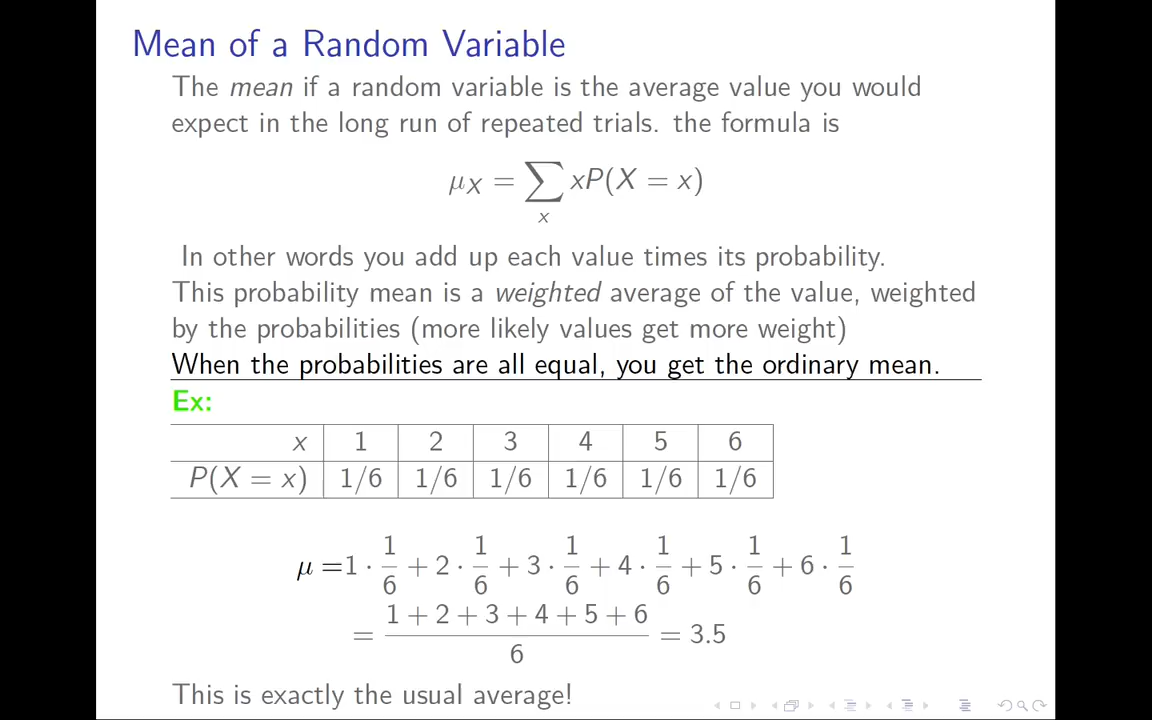 Mean of a Random Variable
The mean if a random variable is the average value you would
expect in the long run of repeated trials. the formula is
μ_X = ∑_x xP(X = x)
In other words you add up each value times its probability.
This probability mean is a weighted average of the value, weighted
by the probabilities (more likely values get more weight)
When the probabilities are all equal, you get the ordinary mean.
Ex:
x 1 2 3 4 5 6
P(X = x) 1/6 1/6 1/6 1/6 1/6 1/6
μ = 1 · 1/6 + 2 · 1/6 + 3 · 1/6 + 4 · 1/6 + 5 · 1/6 + 6 · 1/6
= (1 + 2 + 3 + 4 + 5 + 6)/6 = 3.5
This is exactly the usual average!